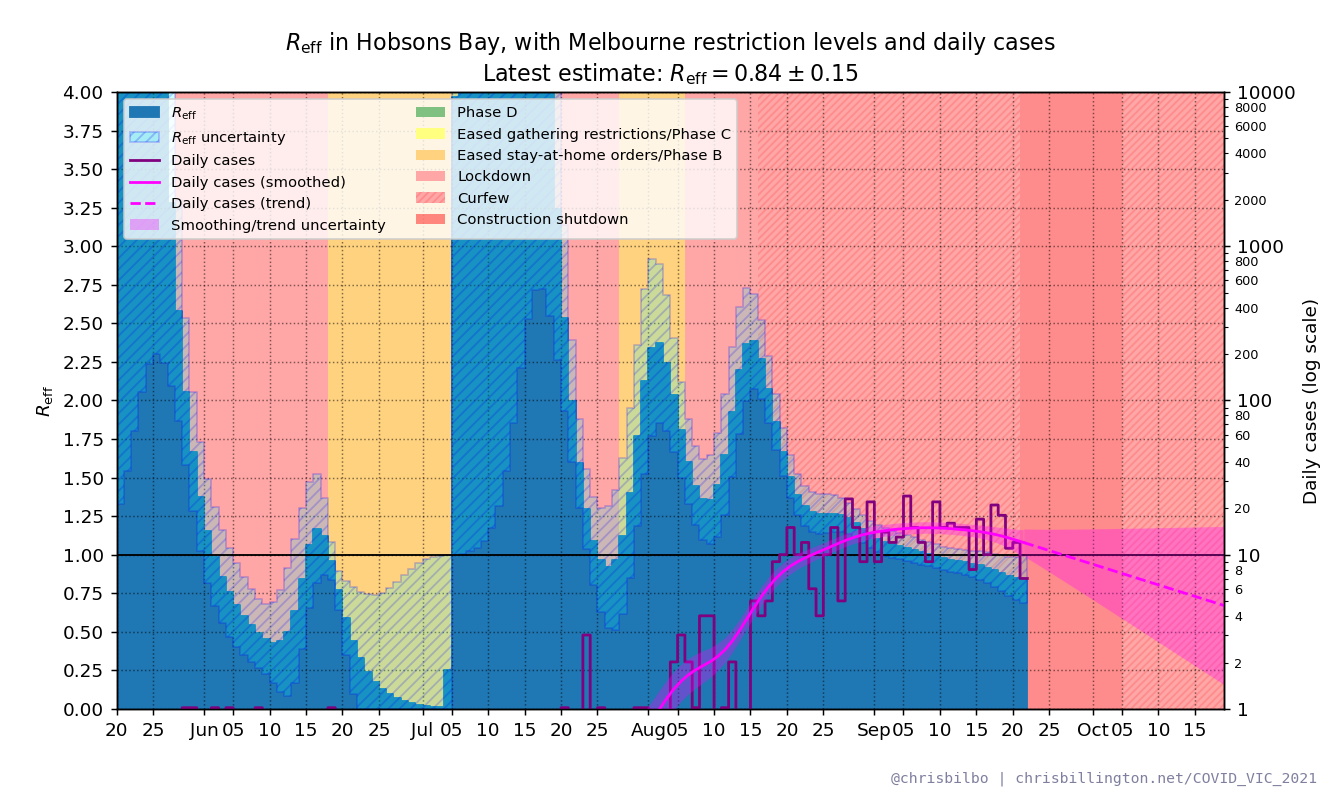 Reff in Hobsons Bay, with Melbourne restriction levels and daily cases
Latest estimate: Reff = 0.84 ± 0.15
Reff
Reff uncertainty
Daily cases
Daily cases (smoothed)
Daily cases (trend)
Smoothing/trend uncertainty
Phase D
Eased gathering restrictions/Phase C
Eased stay-at-home orders/Phase B
Lockdown
Curfew
Construction shutdown
Reff
4.00
3.75
3.50
3.25
3.00
2.75
2.50
2.25
2.00
1.75
1.50
1.25
1.00
0.75
0.50
0.25
0.00
20 25 Jun 05 10 15 20 25 Jul 05 10 15 20 25 Aug 05 10 15 20 25 Sep 05 10 15 20 25 Oct 05 10 15
10000
8000
6000
4000
2000
1000
800
600
400
200
100
80
60
40
20
10
8
6
4
2
1
Daily cases (log scale)
@chrisbilbo | chrisbillington.net/COVID_VIC_2021